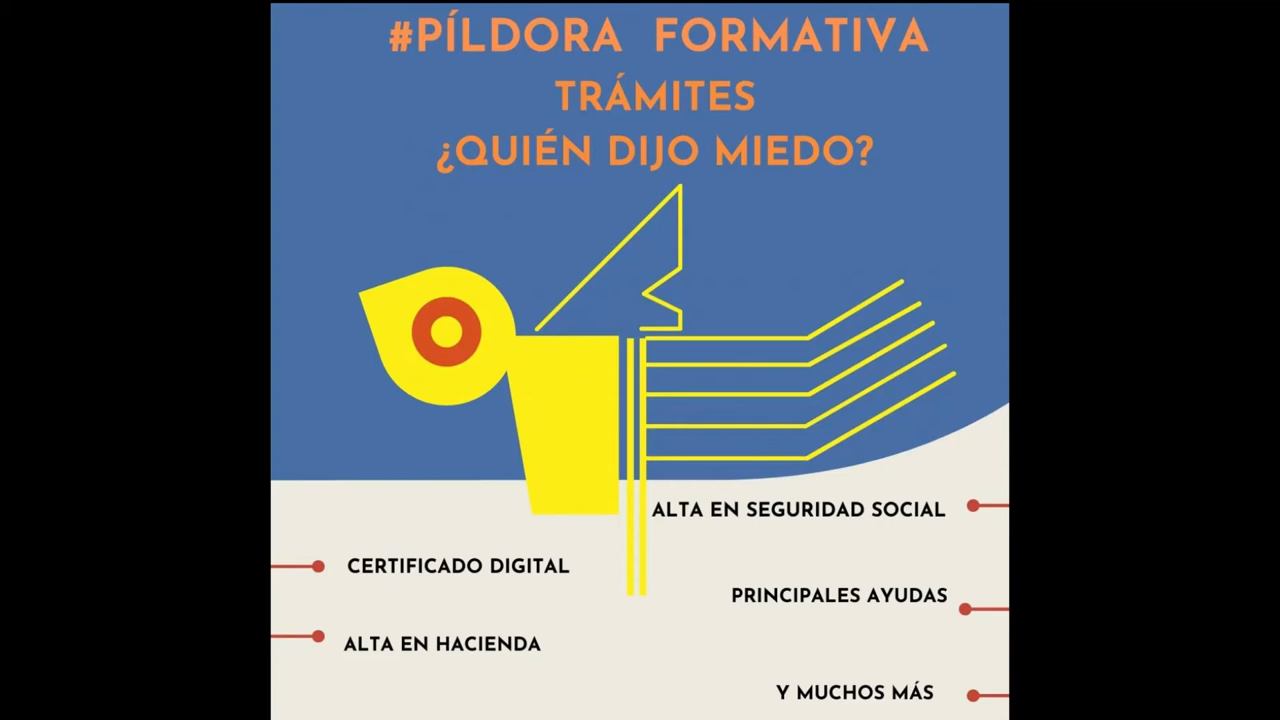 #PÍLDORA FORMATIVA
TRÁMITES
¿QUIÉN DIJO MIEDO?
ALTA EN SEGURIDAD SOCIAL
CERTIFICADO DIGITAL
PRINCIPALES AYUDAS
ALTA EN HACIENDA
Y MUCHOS MÁS